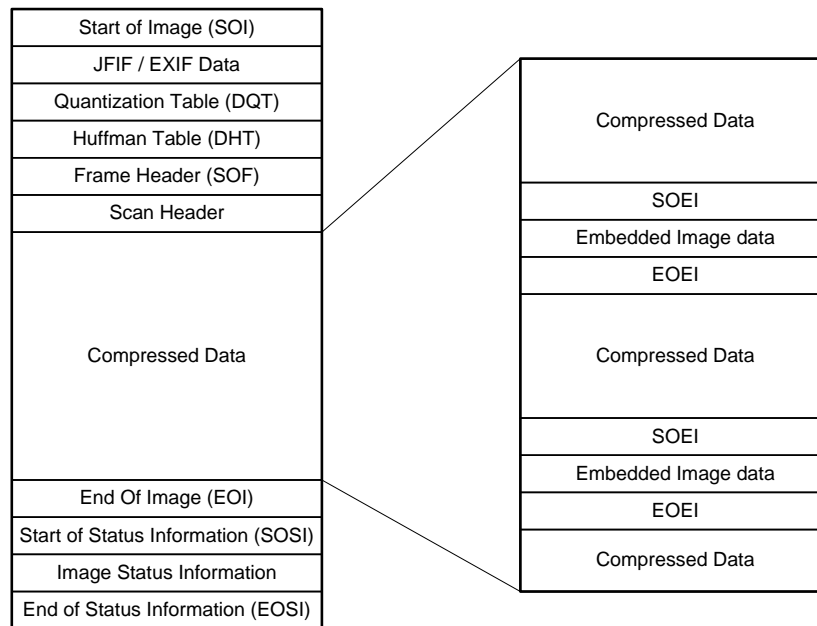 Start of Image (SOI)
JFIF / EXIF Data
Quantization Table (DQT)
Huffman Table (DHT)
Frame Header (SOF)
Scan Header
Compressed Data
End Of Image (EOI)
Start of Status Information (SOSI)
Image Status Information
End of Status Information (EOSI)
Compressed Data
SOEI
Embedded Image data
EOEI
Compressed Data
SOEI
Embedded Image data
EOEI
Compressed Data